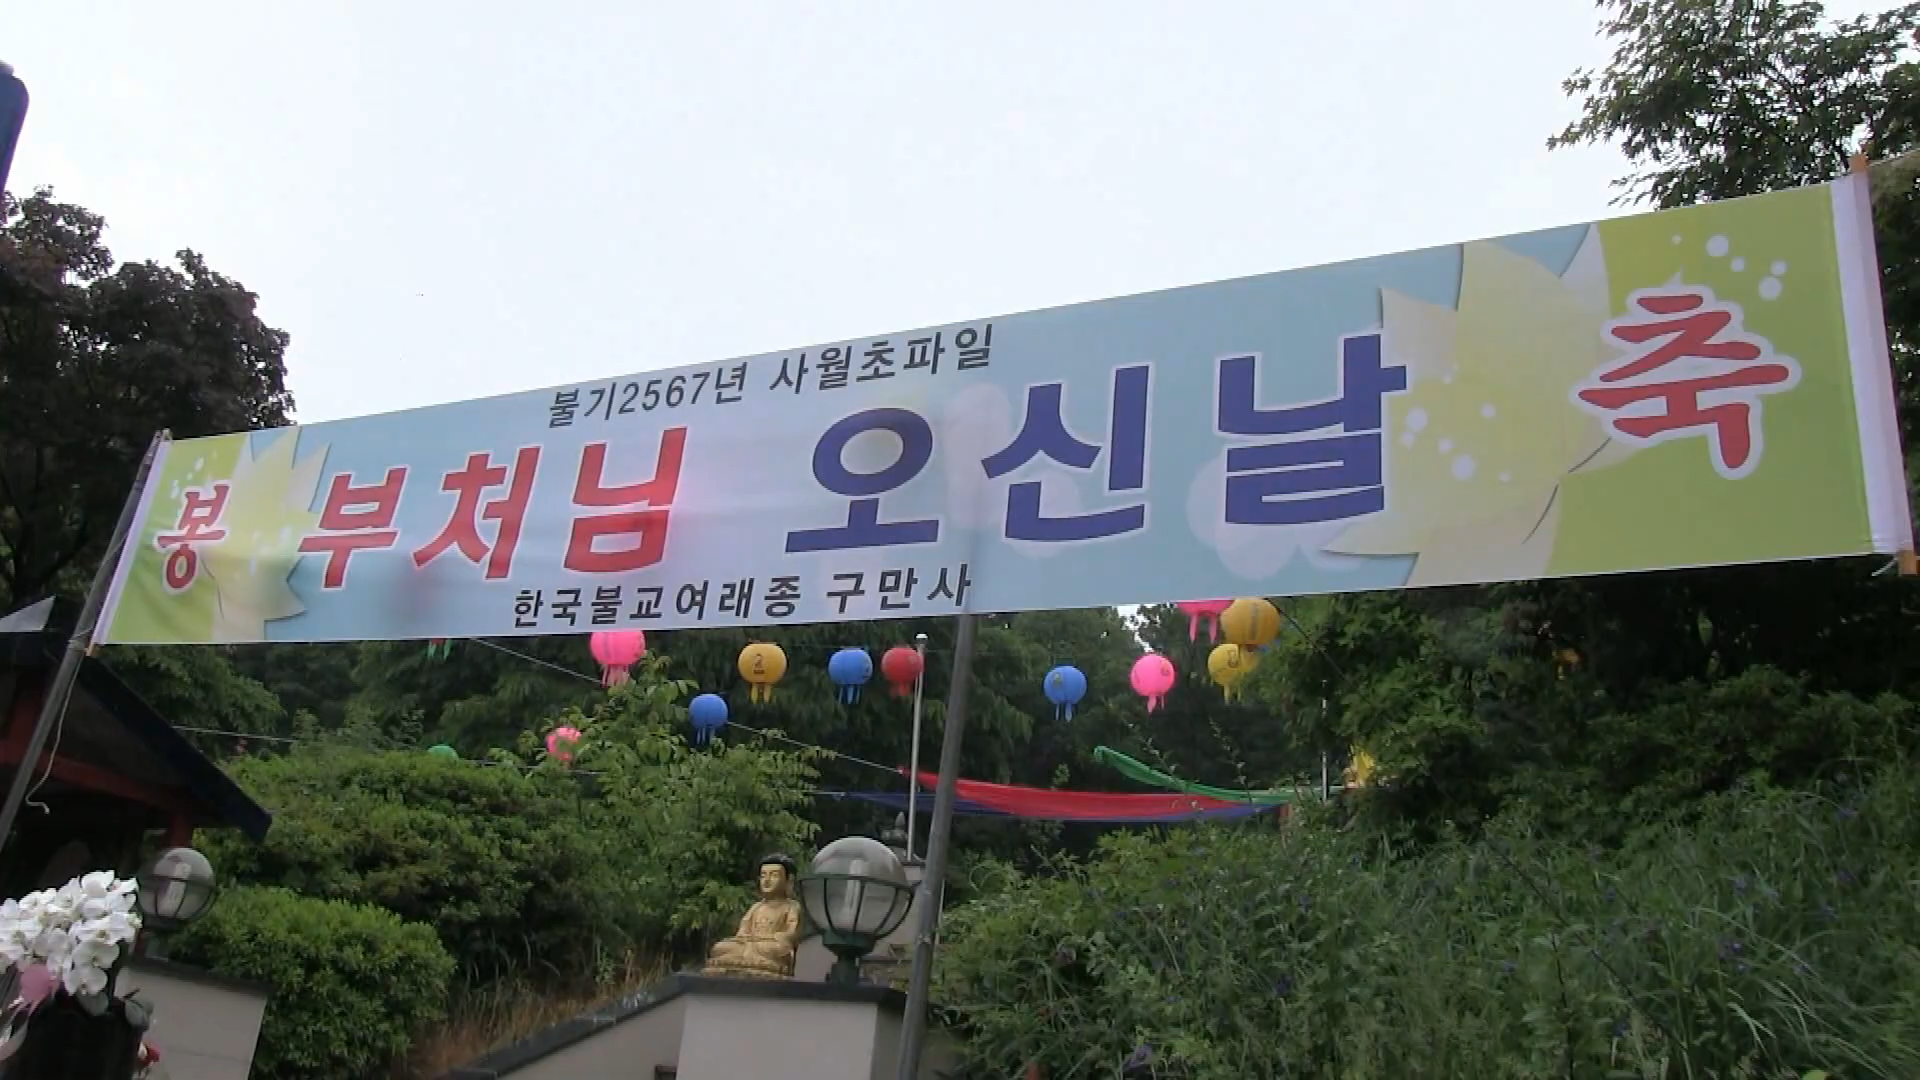 불기2567년 사월초파일
봉 부처님 오신날 축
한국불교여래종 구만사